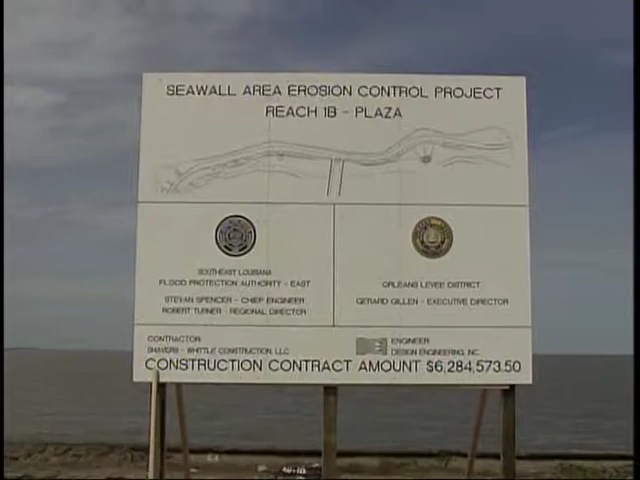 SEAWALL AREA EROSION CONTROL PROJECT
REACH 1B - PLAZA
SOUTHEAST LOUISIANA
FLOOD PROTECTION AUTHORITY - EAST
STEVAN SPENCER - CHIEF ENGINEER
ROBERT TURNER - REGIONAL DIRECTOR
ORLEANS LEVEE DISTRICT
GERARD GILLEN - EXECUTIVE DIRECTOR
CONTRACTOR
SHAVERS - WHITTLE CONSTRUCTION, LLC
ENGINEER
DESIGN ENGINEERING, INC.
CONSTRUCTION CONTRACT AMOUNT $6,284,573.50